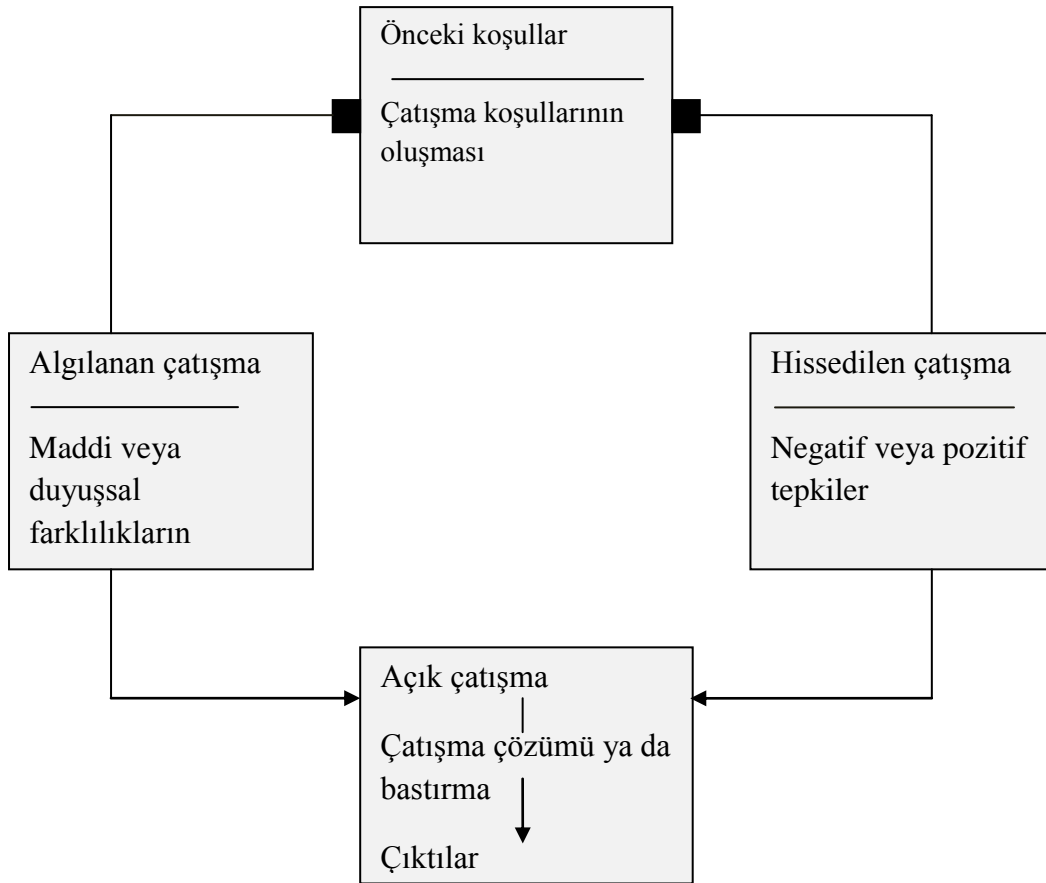 Önceki koşullar
Çatışma koşullarının
oluşması
Algılanan çatışma
Maddi veya
duyuşsal
farklılıkların
Hissedilen çatışma
Negatif veya pozitif
tepkiler
Açık çatışma
Çatışma çözümü ya da
bastırma
Çıktılar